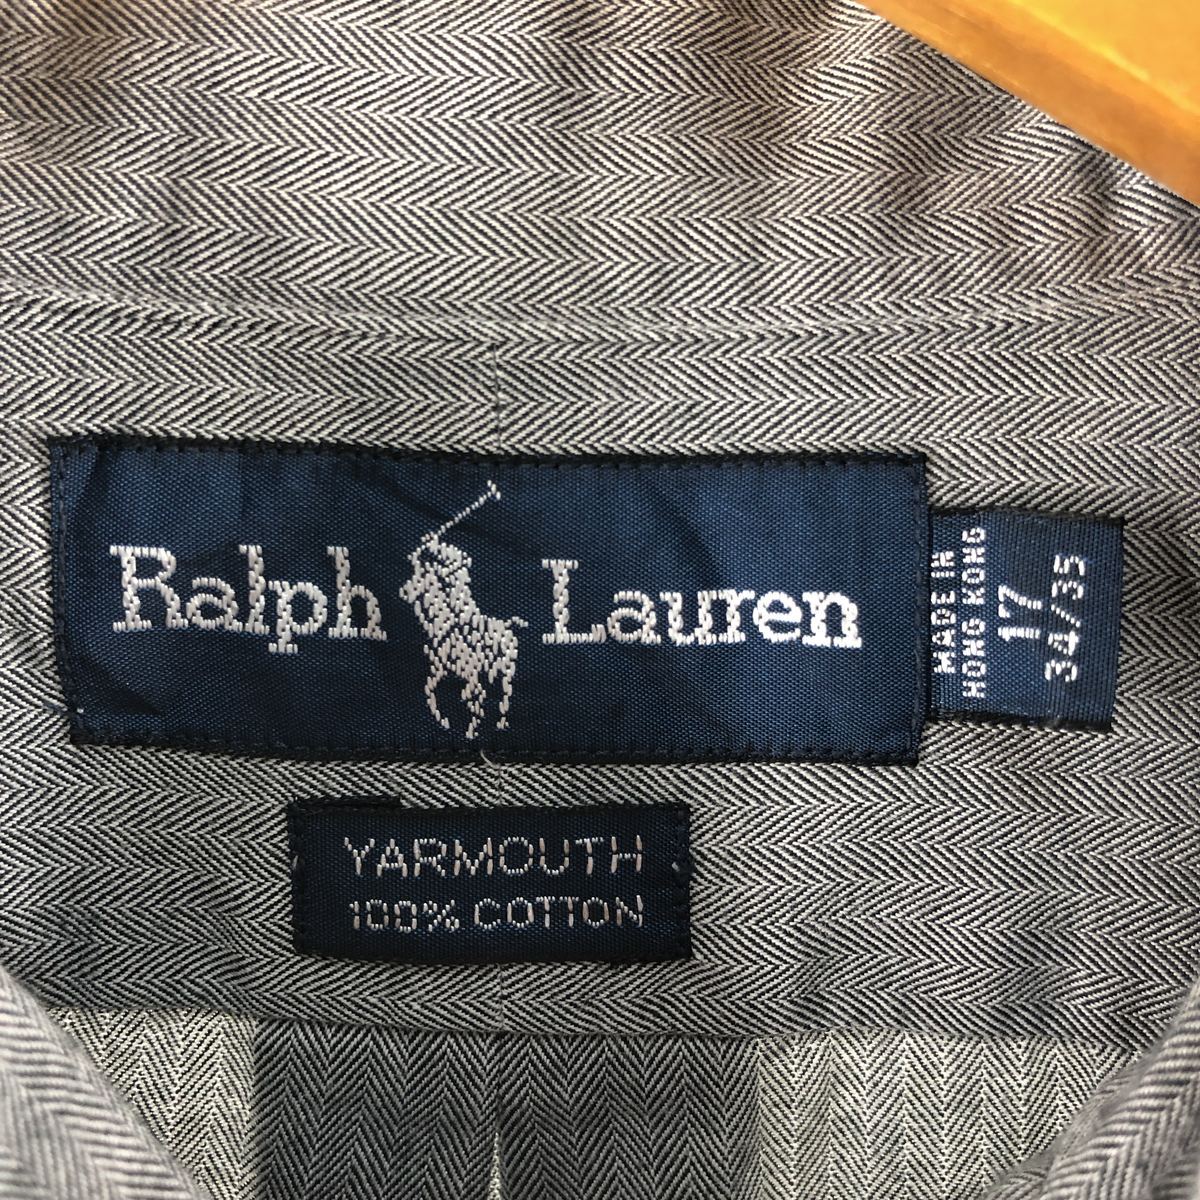 Ralph Lauren
MADE IN
HONG KONG
17
34/35
YARMOUTH
100% COTTON